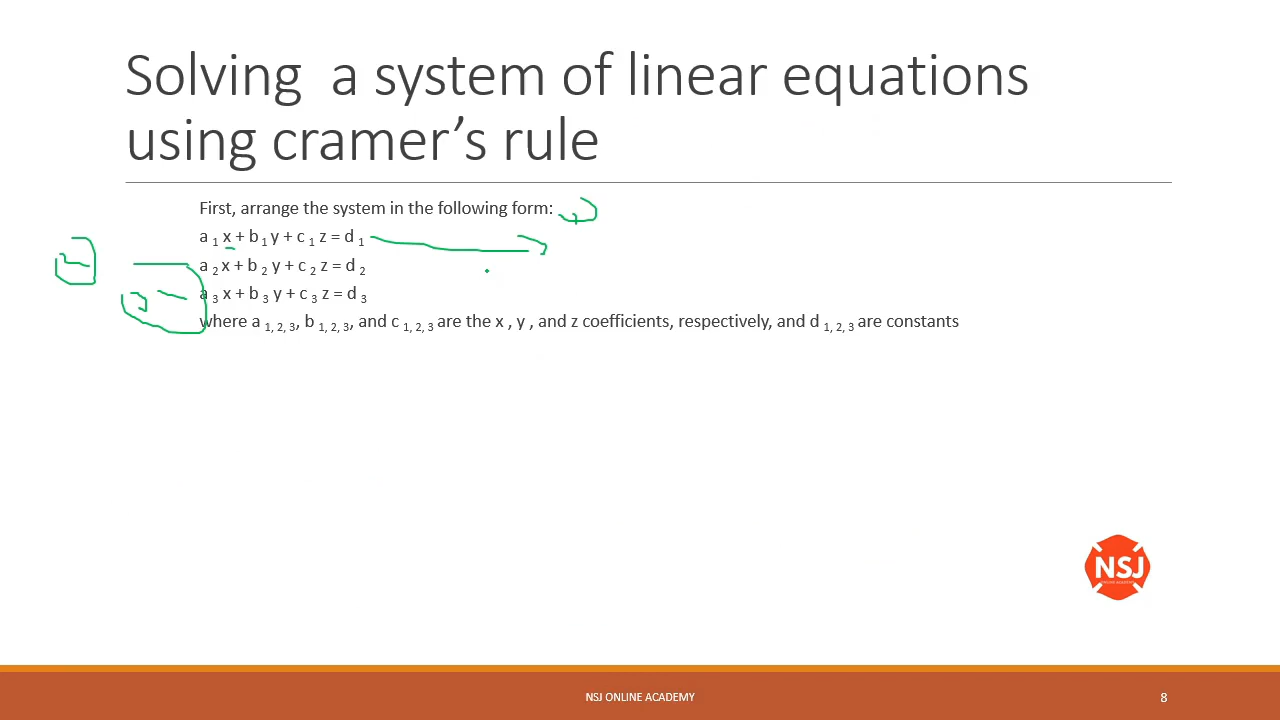 Solving a system of linear equations
using cramer’s rule
First, arrange the system in the following form:
a 1 x + b 1 y + c 1 z = d 1
a 2 x + b 2 y + c 2 z = d 2
a 3 x + b 3 y + c 3 z = d 3
where a 1, 2, 3, b 1, 2, 3, and c 1, 2, 3 are the x , y , and z coefficients, respectively, and d 1, 2, 3 are constants
NSJ
ONLINE ACADEMY
NSJ ONLINE ACADEMY
8